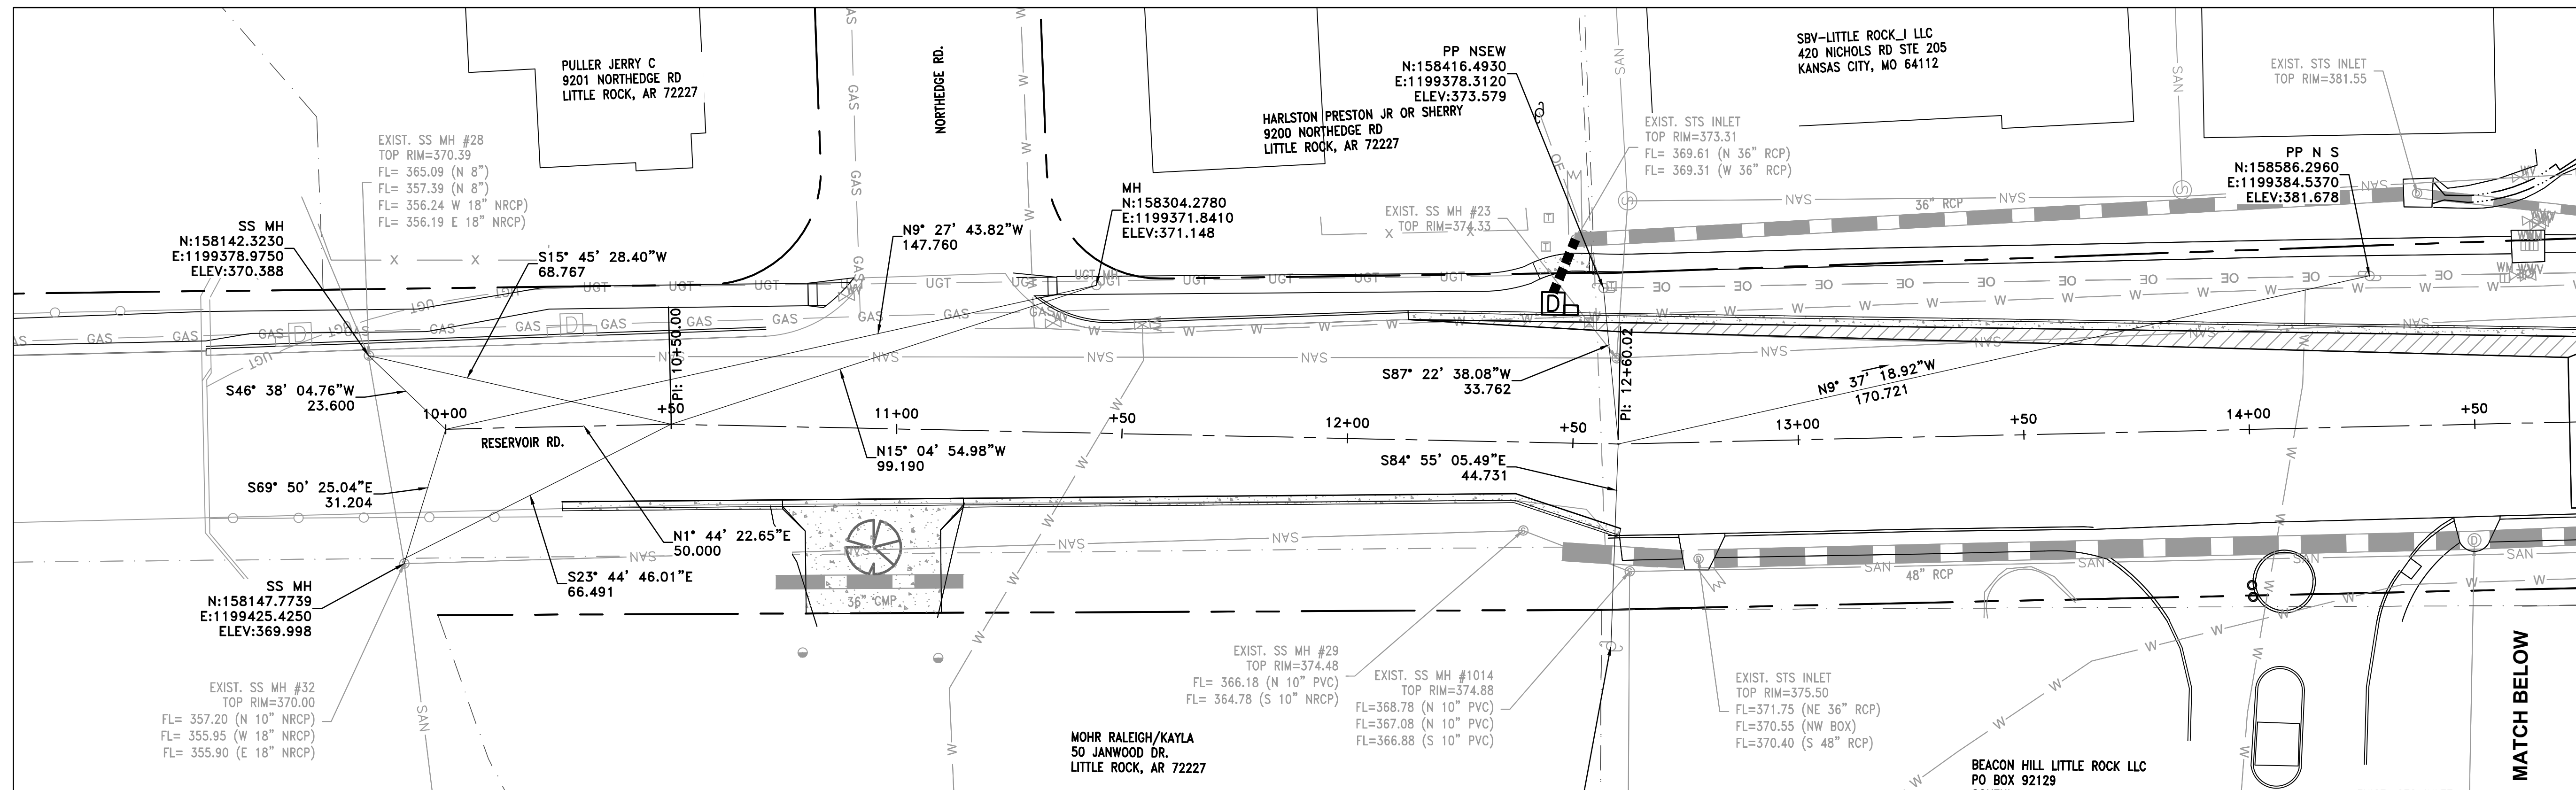 PULLER JERRY C
9201 NORTHEDGE RD
LITTLE ROCK, AR 72227
NORTHEDGE RD.
PP NSEW
N:158416.4930
E:1199378.3120
ELEV:373.579
HARLSTON PRESTON JR OR SHERRY
9200 NORTHEDGE RD
LITTLE ROCK, AR 72227
SBV-LITTLE ROCK_I LLC
420 NICHOLS RD STE 205
KANSAS CITY, MO 64112
EXIST. STS INLET
TOP RIM=381.55
EXIST. SS MH #28
TOP RIM=370.39
FL= 365.09 (N 8")
FL= 357.39 (N 8")
FL= 356.24 W 18" NRCP)
FL= 356.19 E 18" NRCP)
EXIST. STS INLET
TOP RIM=373.31
FL= 369.61 (N 36" RCP)
FL= 369.31 (W 36" RCP)
PP N S
N:158586.2960
E:1199384.5370
ELEV:381.678
MH
N:158304.2780
E:1199371.8410
ELEV:371.148
EXIST. SS MH #23
TOP RIM=374.33
36" RCP
SS MH
N:158142.3230
E:1199378.9750
ELEV:370.388
S15° 45' 28.40"W
68.767
N9° 27' 43.82"W
147.760
S46° 38' 04.76"W
23.600
PI: 10+50.00
10+00
+50
11+00
+50
12+00
+50
PI: 12+60.02
13+00
+50
14+00
+50
RESERVOIR RD.
S87° 22' 38.08"W
33.762
N9° 37' 18.92"W
170.721
N15° 04' 54.98"W
99.190
S84° 55' 05.49"E
44.731
S69° 50' 25.04"E
31.204
N1° 44' 22.65"E
50.000
S23° 44' 46.01"E
66.491
SS MH
N:158147.7739
E:1199425.4250
ELEV:369.998
36" CMP
48" RCP
EXIST. SS MH #32
TOP RIM=370.00
FL= 357.20 (N 10" NRCP)
FL= 355.95 (W 18" NRCP)
FL= 355.90 (E 18" NRCP)
EXIST. SS MH #29
TOP RIM=374.48
FL= 366.18 (N 10" PVC)
FL= 364.78 (S 10" NRCP)
EXIST. SS MH #1014
TOP RIM=374.88
FL=368.78 (N 10" PVC)
FL=367.08 (N 10" PVC)
FL=366.88 (S 10" PVC)
EXIST. STS INLET
TOP RIM=375.50
FL=371.75 (NE 36" RCP)
FL=370.55 (NW BOX)
FL=370.40 (S 48" RCP)
MOHR RALEIGH/KAYLA
50 JANWOOD DR.
LITTLE ROCK, AR 72227
BEACON HILL LITTLE ROCK LLC
PO BOX 92129
MATCH BELOW